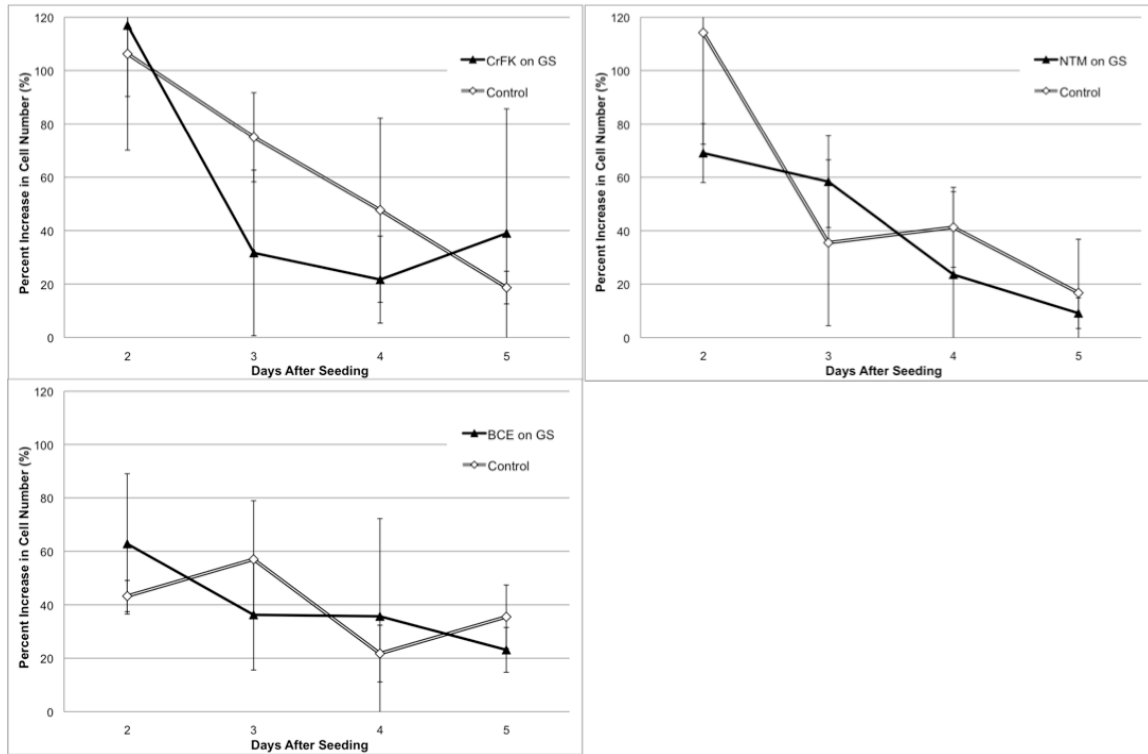 120
100
80
60
40
20
0
Percent Increase in Cell Number (%)
CrFK on GS
Control
2 3 4 5
Days After Seeding
120
100
80
60
40
20
0
Percent Increase in Cell Number (%)
NTM on GS
Control
2 3 4 5
Days After Seeding
120
100
80
60
40
20
0
Percent Increase in Cell Number (%)
BCE on GS
Control
2 3 4 5
Days After Seeding